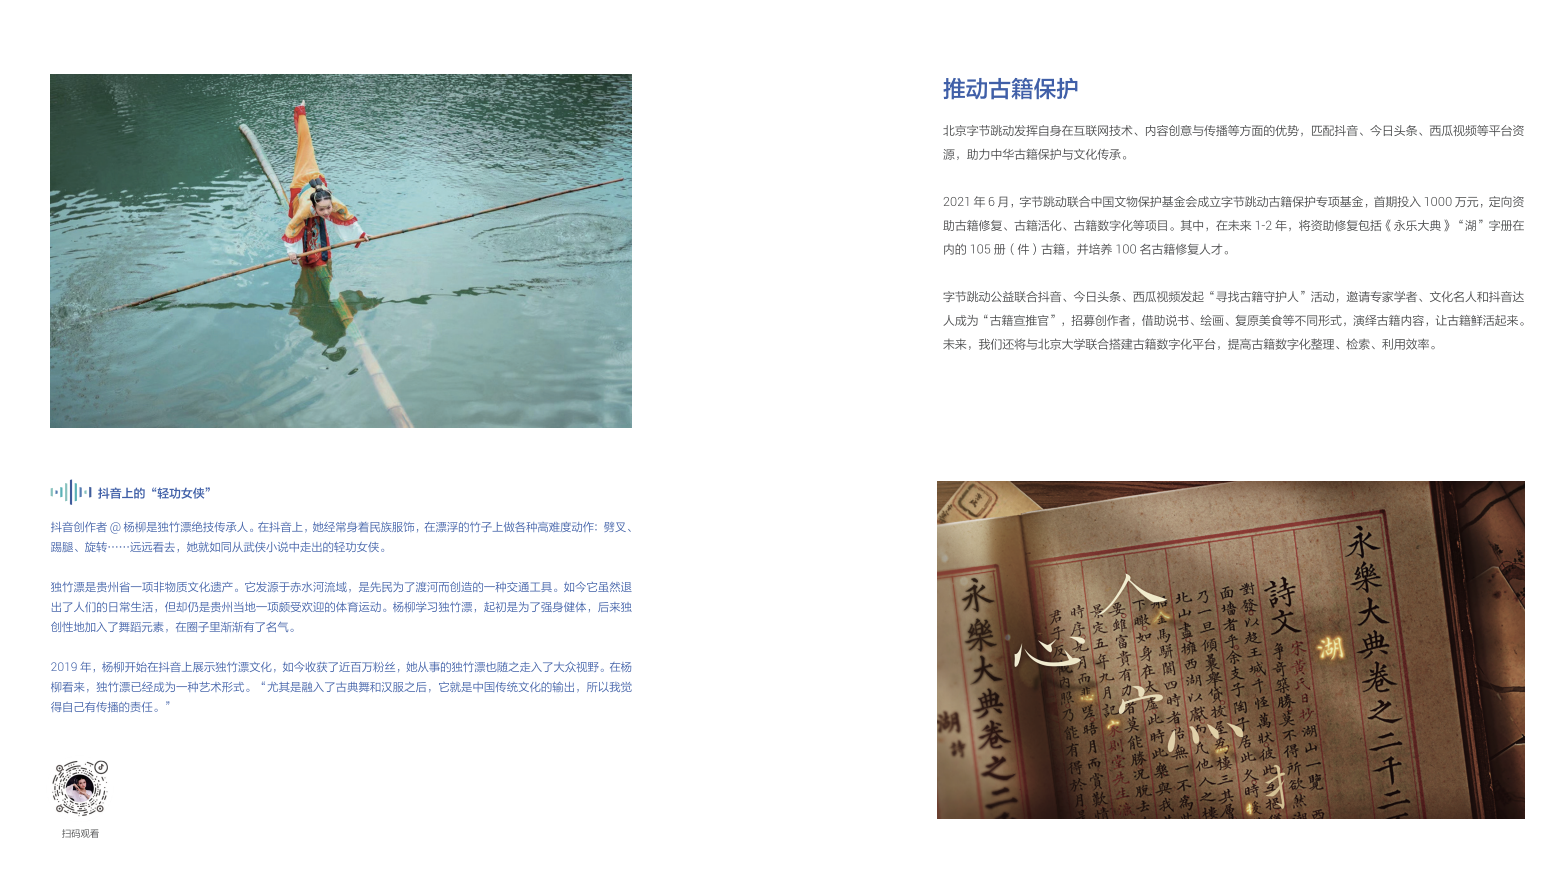 抖音上的“轻功女侠”
抖音创作者 @ 杨柳是独竹漂绝技传承人。在抖音上，她经常身着民族服饰，在漂浮的竹子上做各种高难度动作：劈叉、
踢腿、旋转……远远看去，她就如同从武侠小说中走出的轻功女侠。
独竹漂是贵州省一项非物质文化遗产。它发源于赤水河流域，是先民为了渡河而创造的一种交通工具。如今它虽然退
出了人们的日常生活，但却仍是贵州当地一项颇受欢迎的体育运动。杨柳学习独竹漂，起初是为了强身健体，后来独
创性地加入了舞蹈元素，在圈子里渐渐有了名气。
2019 年，杨柳开始在抖音上展示独竹漂文化，如今收获了近百万粉丝，她从事的独竹漂也随之走入了大众视野。在杨
柳看来，独竹漂已经成为一种艺术形式。“尤其是融入了古典舞和汉服之后，它就是中国传统文化的输出，所以我觉
得自己有传播的责任。”
扫码观看
推动古籍保护
北京字节跳动发挥自身在互联网技术、内容创意与传播等方面的优势，匹配抖音、今日头条、西瓜视频等平台资
源，助力中华古籍保护与文化传承。
2021 年 6 月，字节跳动联合中国文物保护基金会成立字节跳动古籍保护专项基金，首期投入 1000 万元，定向资
助古籍修复、古籍活化、古籍数字化等项目。其中，在未来 1-2 年，将资助修复包括《 永乐大典 》“湖”字册在
内的 105 册（ 件 ）古籍，并培养 100 名古籍修复人才。
字节跳动公益联合抖音、今日头条、西瓜视频发起“寻找古籍守护人”活动，邀请专家学者、文化名人和抖音达
人成为“古籍宣推官”，招募创作者，借助说书、绘画、复原美食等不同形式，演绎古籍内容，让古籍鲜活起来。
未来，我们还将与北京大学联合搭建古籍数字化平台，提高古籍数字化整理、检索、利用效率。
永樂大典卷之二千二
湖
詩文
永樂大典卷之二
湖
詩